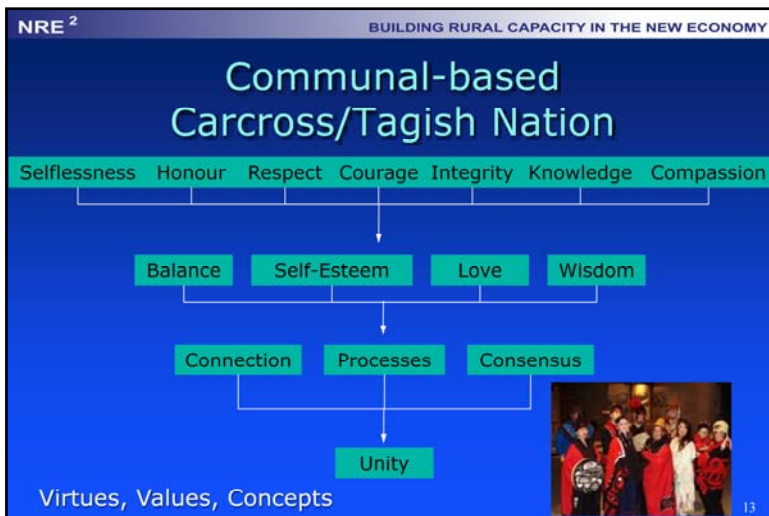 NRE 2
BUILDING RURAL CAPACITY IN THE NEW ECONOMY
Communal-based
Carcross/Tagish Nation
Selflessness Honour Respect Courage Integrity Knowledge Compassion
Balance Self-Esteem Love Wisdom
Connection Processes Consensus
Unity
Virtues, Values, Concepts
13